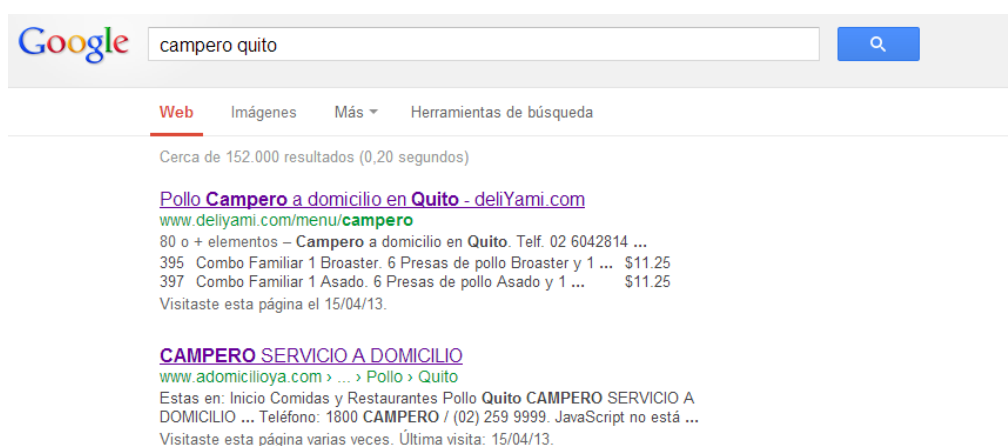 Google campero quito
Web Imágenes Más Herramientas de búsqueda
Cerca de 152.000 resultados (0,20 segundos)
Pollo Campero a domicilio en Quito - deliYami.com
www.deliyami.com/menu/campero
80 o + elementos – Campero a domicilio en Quito. Telf. 02 6042814 ...
395 Combo Familiar 1 Broaster. 6 Presas de pollo Broaster y 1 ... $11.25
397 Combo Familiar 1 Asado. 6 Presas de pollo Asado y 1 ... $11.25
Visitaste esta página el 15/04/13.
CAMPERO SERVICIO A DOMICILIO
www.adomicilioya.com › ... › Pollo › Quito
Estas en: Inicio Comidas y Restaurantes Pollo Quito CAMPERO SERVICIO A
DOMICILIO ... Teléfono: 1800 CAMPERO / (02) 259 9999. JavaScript no está ...
Visitaste esta página varias veces. Última visita: 15/04/13.